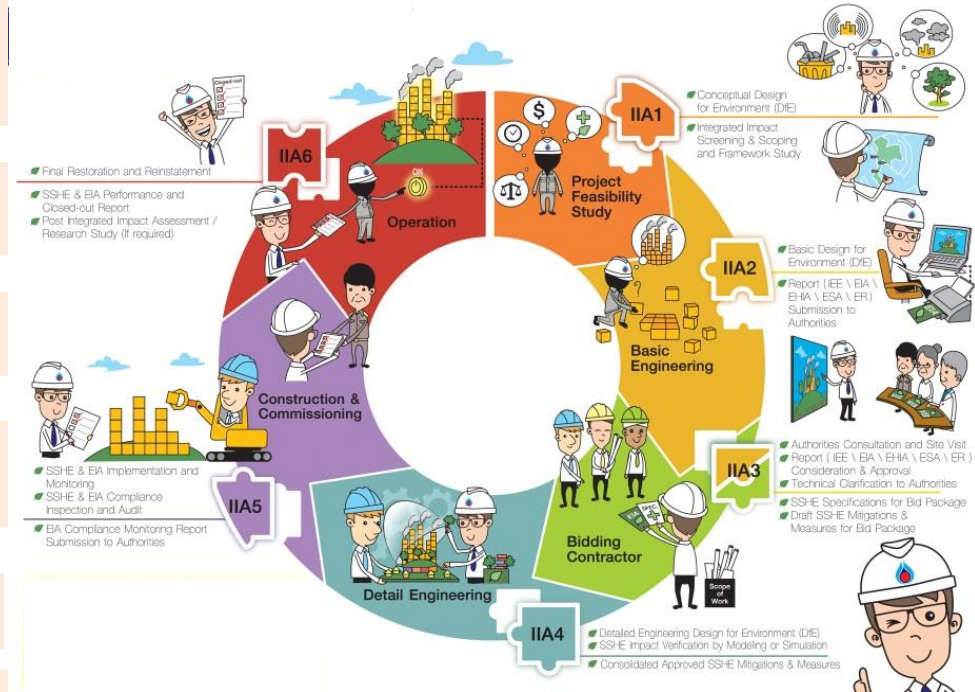 IIA1
Project
Feasibility
Study
$
Conceptual Design
for Environment (DfE)
Integrated Impact
Screening & Scoping
and Framework Study
IIA2
Basic
Engineering
?
Basic Design for
Environment (DfE)
Report ( IEE \ EIA \
EHIA \ ESA \ ER )
Submission to
Authorities
IIA3
Bidding
Contractor
SPEC
Scope
of
Work
Authorities Consultation and Site Visit
Report ( IEE \ EIA \ EHIA \ ESA \ ER )
Consideration & Approval
Technical Clarification to Authorities
SSHE Specifications for Bid Package
Draft SSHE Mitigations &
Measures for Bid Package
IIA4
Detail Engineering
Detailed Engineering Design for Environment (DfE)
SSHE Impact Verification by Modeling or Simulation
Consolidated Approved SSHE Mitigations & Measures
IIA5
Construction &
Commissioning
SSHE & EIA Implementation and
Monitoring
SSHE & EIA Compliance
Inspection and Audit
EIA Compliance Monitoring Report
Submission to Authorities
IIA6
Operation
ON
Closed-out
Final Restoration and Reinstatement
SSHE & EIA Performance and
Closed-out Report
Post Integrated Impact Assessment /
Research Study (If required)